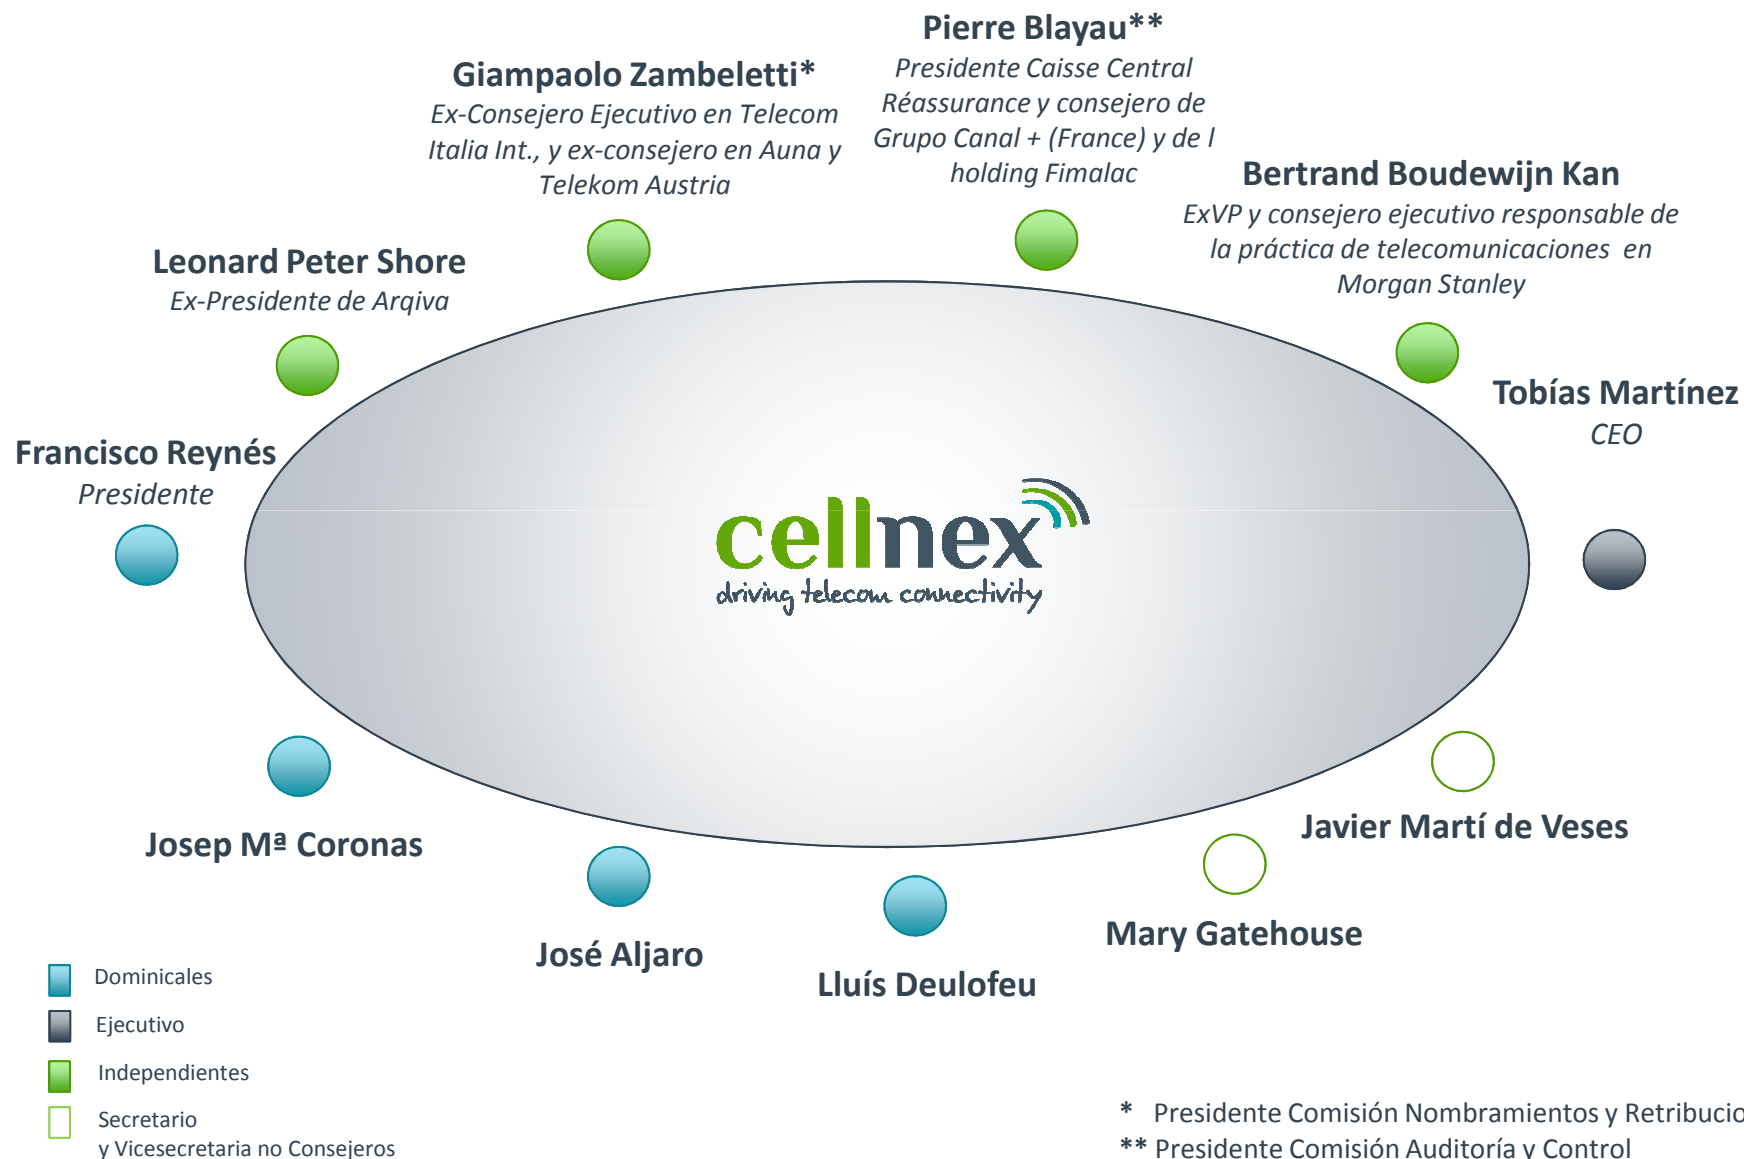 Pierre Blayau**
Presidente Caisse Central
Réassurance y consejero de
Grupo Canal + (France) y de l
holding Fimalac
Giampaolo Zambeletti*
Ex-Consejero Ejecutivo en Telecom
Italia Int., y ex-consejero en Auna y
Telekom Austria
Bertrand Boudewijn Kan
ExVP y consejero ejecutivo responsable de
la práctica de telecomunicaciones en
Morgan Stanley
Leonard Peter Shore
Ex-Presidente de Arqiva
Tobías Martínez
CEO
Francisco Reynés
Presidente
cellnex
driving telecom connectivity
Josep Mª Coronas
Javier Martí de Veses
José Aljaro
Mary Gatehouse
Lluís Deulofeu
Dominicales
Ejecutivo
Independientes
Secretario
y Vicesecretaria no Consejeros
* Presidente Comisión Nombramientos y Retribucio
** Presidente Comisión Auditoría y Control